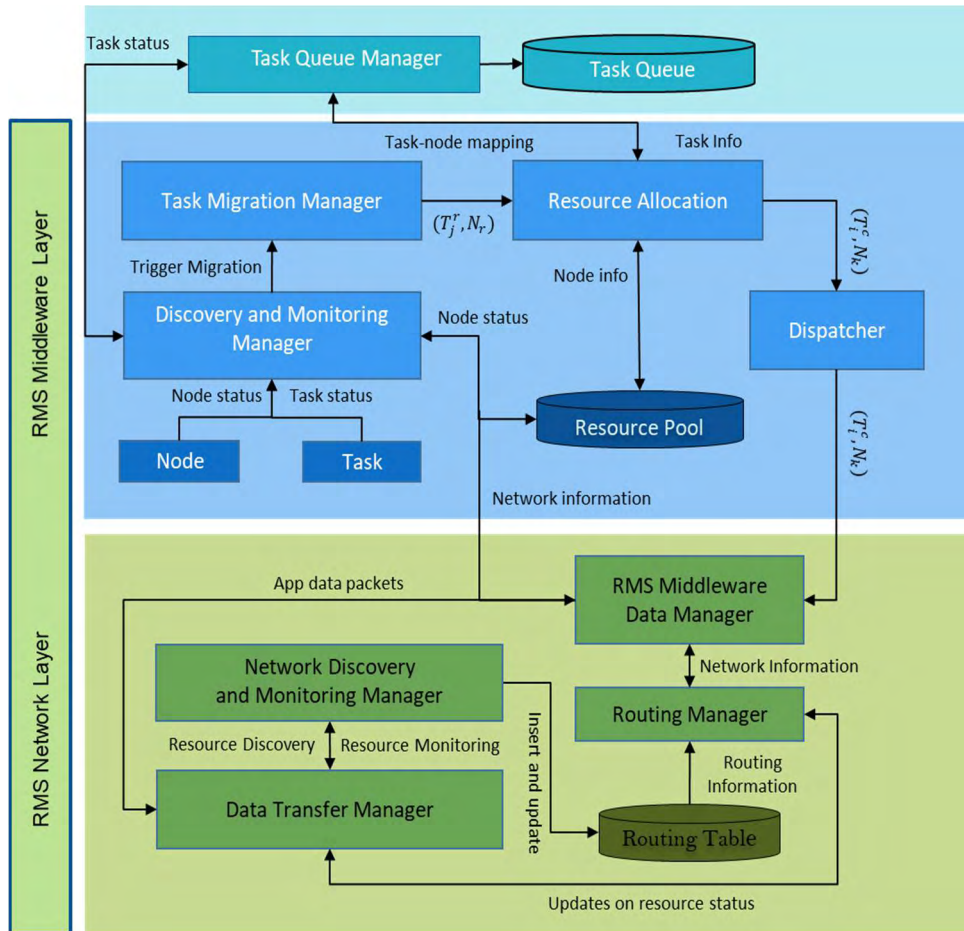 Task status
Task Queue Manager
Task Queue
Task-node mapping
Task Info
RMS Middleware Layer
Task Migration Manager
(T_j^r, N_r)
Resource Allocation
(T_i^c, N_k)
Trigger Migration
Node info
Discovery and Monitoring
Manager
Node status
Dispatcher
Node status
Task status
Node
Task
Resource Pool
(T_i^c, N_k)
Network information
RMS Network Layer
App data packets
RMS Middleware
Data Manager
Network Discovery
and Monitoring Manager
Network Information
Routing Manager
Resource Discovery
Resource Monitoring
Insert and update
Routing
Information
Data Transfer Manager
Routing Table
Updates on resource status